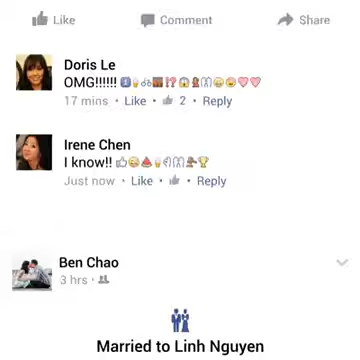 Like Comment Share
Doris Le
OMG!!!!!!
17 mins • Like • 2 • Reply
Irene Chen
I know!!
Just now • Like • Reply
Ben Chao
3 hrs •
Married to Linh Nguyen